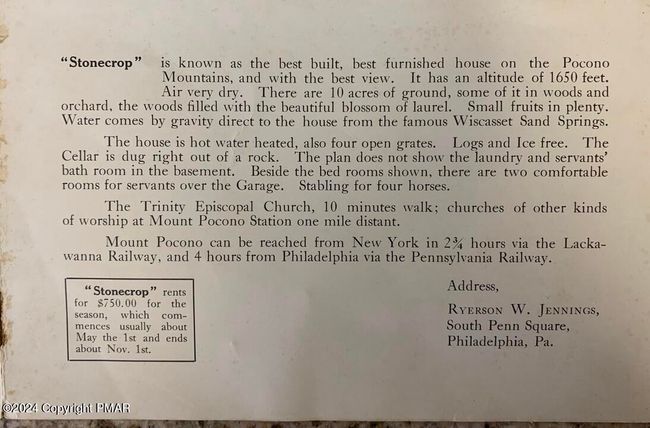 "Stonecrop" is known as the best built, best furnished house on the Pocono
Mountains, and with the best view. It has an altitude of 1650 feet.
Air very dry. There are 10 acres of ground, some of it in woods and
orchard, the woods filled with the beautiful blossom of laurel. Small fruits in plenty.
Water comes by gravity direct to the house from the famous Wiscasset Sand Springs.
The house is hot water heated, also four open grates. Logs and Ice free. The
Cellar is dug right out of a rock. The plan does not show the laundry and servants'
bath room in the basement. Beside the bed rooms shown, there are two comfortable
rooms for servants over the Garage. Stabling for four horses.
The Trinity Episcopal Church, 10 minutes walk; churches of other kinds
of worship at Mount Pocono Station one mile distant.
Mount Pocono can be reached from New York in 2¾ hours via the Lacka-
wanna Railway, and 4 hours from Philadelphia via the Pennsylvania Railway.
"Stonecrop" rents
for $750.00 for the
season, which com-
mences usually about
May the 1st and ends
about Nov. 1st.
Address,
Ryerson W. Jennings,
South Penn Square,
Philadelphia, Pa.
©2024 Copyright PMAR